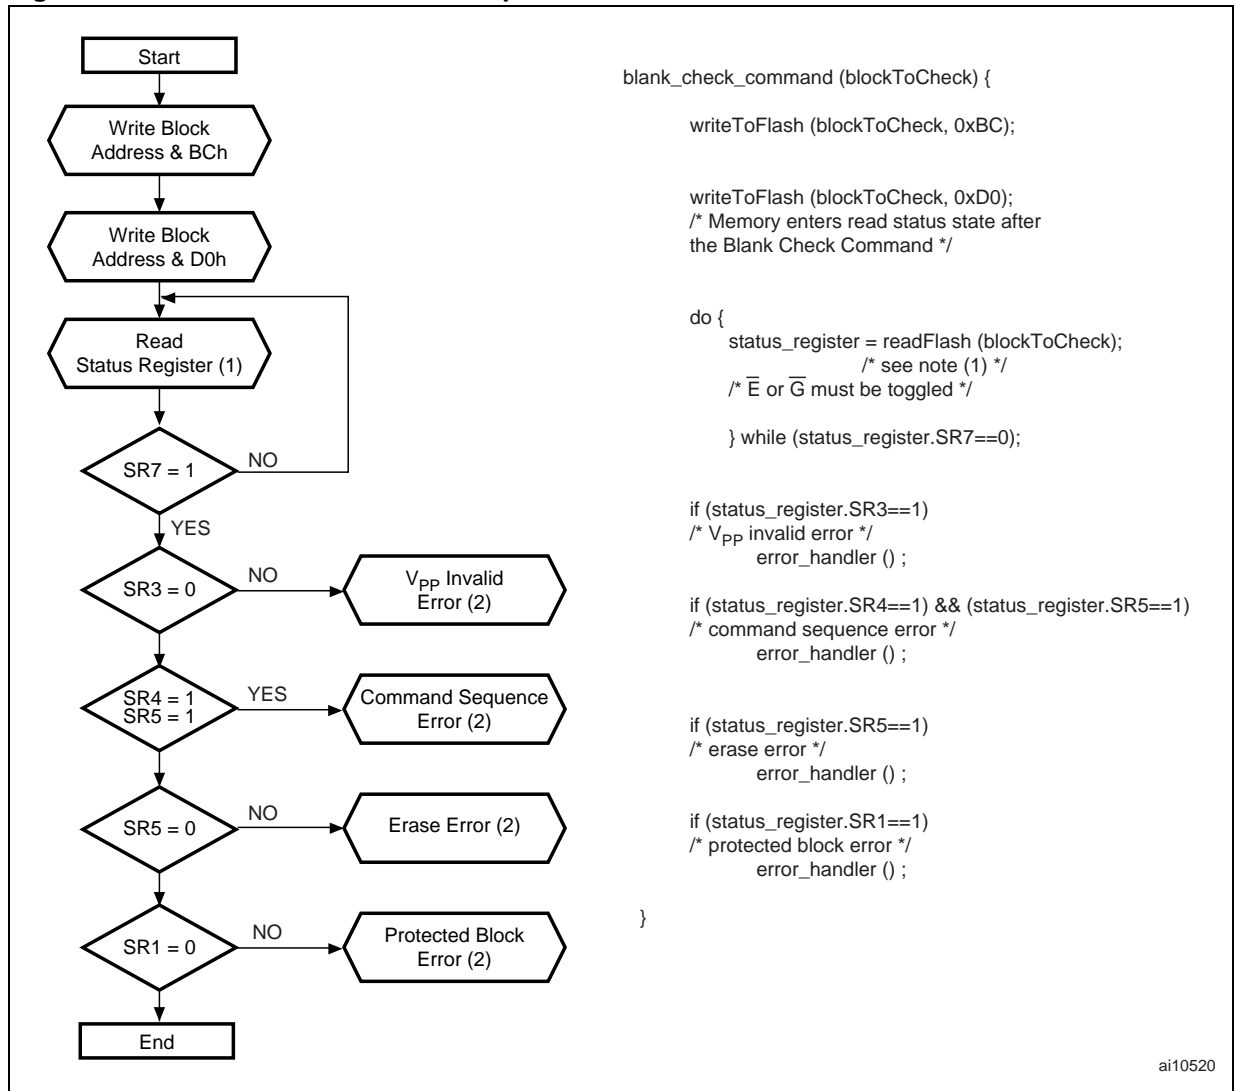 Start
Write Block
Address & BCh
Write Block
Address & D0h
Read
Status Register (1)
SR7 = 1
NO
YES
SR3 = 0
NO
VPP Invalid
Error (2)
SR4 = 1
SR5 = 1
YES
Command Sequence
Error (2)
SR5 = 0
NO
Erase Error (2)
SR1 = 0
NO
Protected Block
Error (2)
End
blank_check_command (blockToCheck) {
writeToFlash (blockToCheck, 0xBC);
writeToFlash (blockToCheck, 0xD0);
/* Memory enters read status state after
the Blank Check Command */
do {
status_register = readFlash (blockToCheck);
/* see note (1) */
/* E̅ or G̅ must be toggled */
} while (status_register.SR7==0);
if (status_register.SR3==1)
/* VPP invalid error */
error_handler () ;
if (status_register.SR4==1) && (status_register.SR5==1)
/* command sequence error */
error_handler () ;
if (status_register.SR5==1)
/* erase error */
error_handler () ;
if (status_register.SR1==1)
/* protected block error */
error_handler () ;
}
ai10520